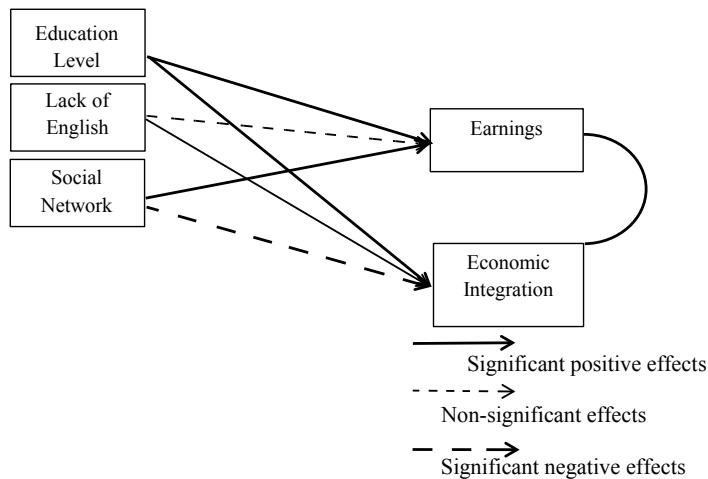 Education
Level
Lack of
English
Social
Network
Earnings
Economic
Integration
Significant positive effects
Non-significant effects
Significant negative effects